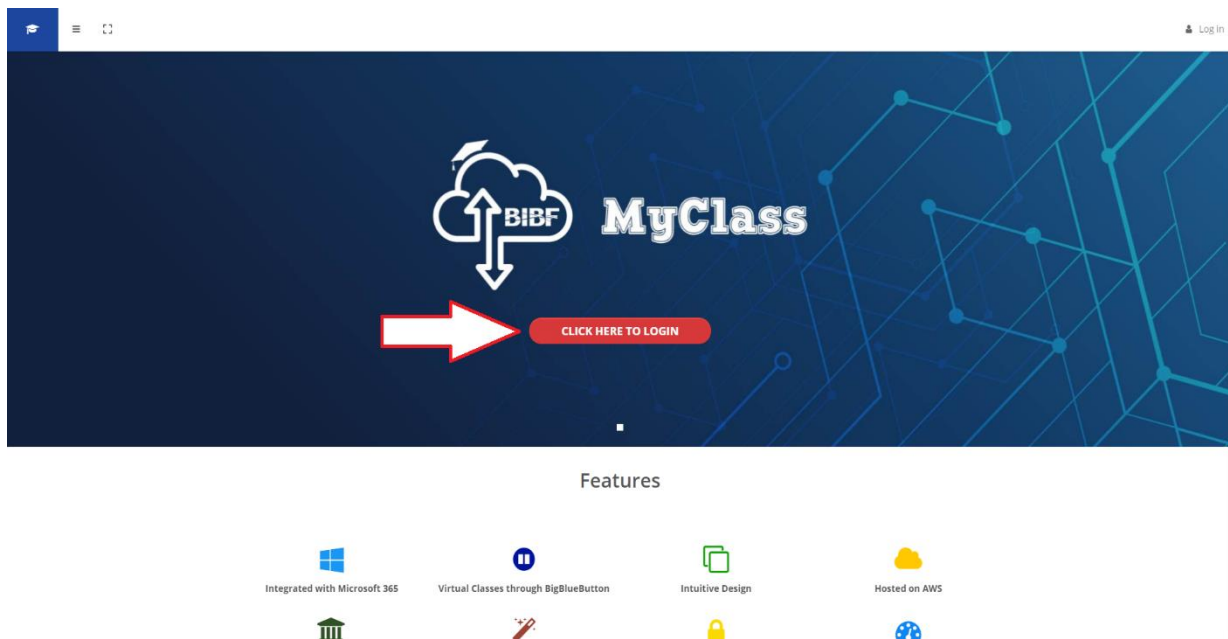 Log in
BIBF
MyClass
CLICK HERE TO LOGIN
Features
Integrated with Microsoft 365
Virtual Classes through BigBlueButton
Intuitive Design
Hosted on AWS